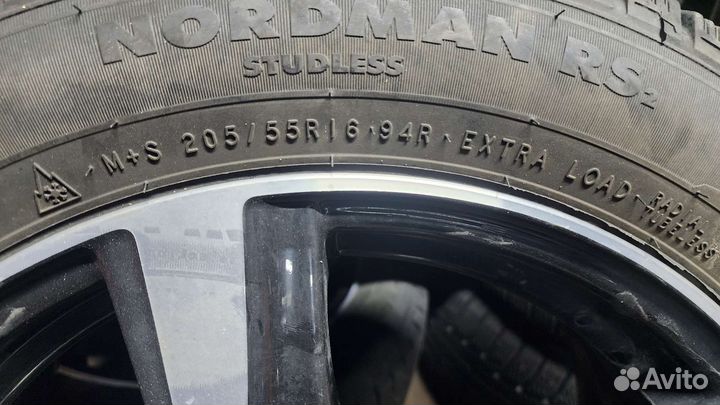 NORDMAN RS2
STUDLESS
M+S 205/55R16 94R EXTRA LOAD RADIAL TUBELESS
Avito